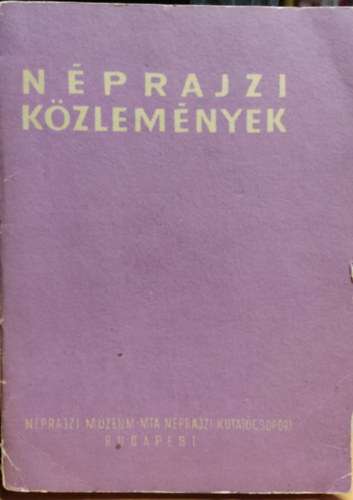 NÉPRAJZI
KÖZLEMÉNYEK
NÉPRAJZI MÚZEUM·MTA NÉPRAJZI KUTATÓCSOPORT
BUDAPEST